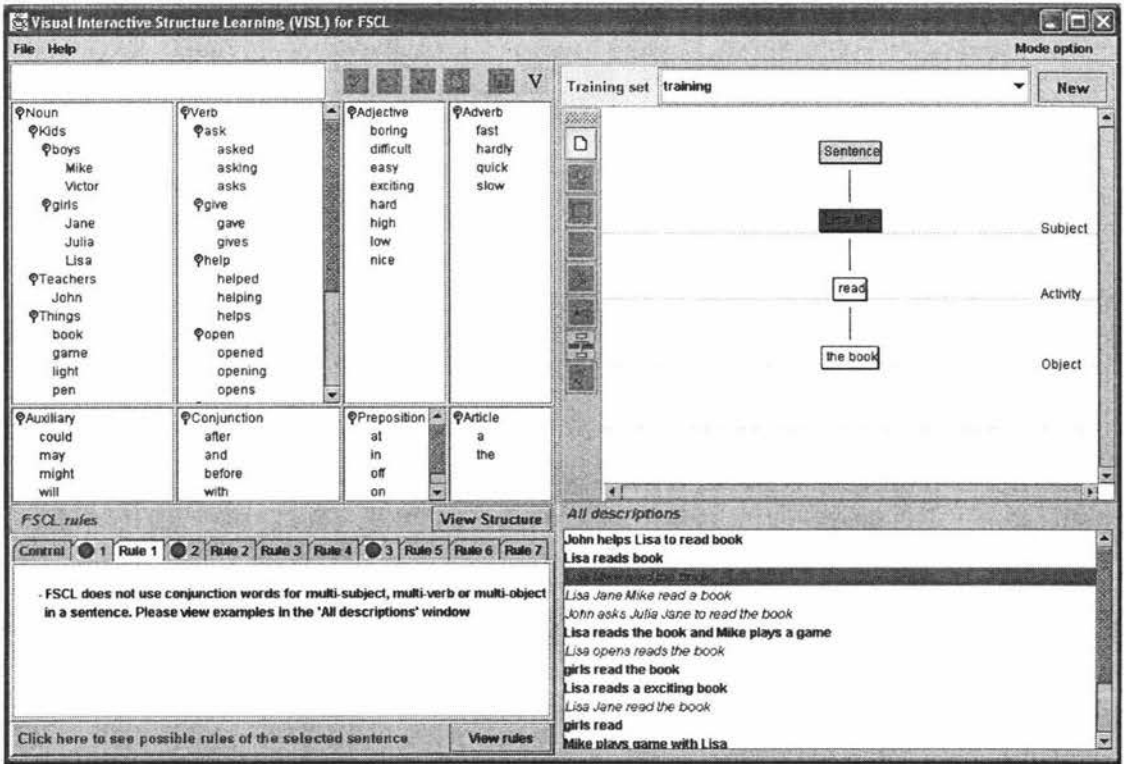 Visual Interactive Structure Learning (VISL) for FSCL
File Help Mode option
V
Noun
Kids
boys
Mike
Victor
girls
Jane
Julia
Lisa
Teachers
John
Things
book
game
light
pen
Verb
ask
asked
asking
asks
give
gave
gives
help
helped
helping
helps
open
opened
opening
opens
Adjective
boring
difficult
easy
exciting
hard
high
low
nice
Adverb
fast
hardly
quick
slow
Auxiliary
could
may
might
will
Conjunction
after
and
before
with
Preposition
at
in
off
on
Article
a
the
FSCL rules View Structure
Control 1 Rule 1 2 Rule 2 Rule 3 Rule 4 3 Rule 5 Rule 6 Rule 7
- FSCL does not use conjunction words for multi-subject, multi-verb or multi-object
in a sentence. Please view examples in the 'All descriptions' window
Click here to see possible rules of the selected sentence View rules
Training set training New
Sentence
Lisa Mike
Subject
read
Activity
the book
Object
All descriptions
John helps Lisa to read book
Lisa reads book
Lisa Mike read the book
Lisa Jane Mike read a book
John asks Julia Jane to read the book
Lisa reads the book and Mike plays a game
Lisa opens reads the book
girls read the book
Lisa reads a exciting book
Lisa Jane read the book
girls read
Mike plays game with Lisa